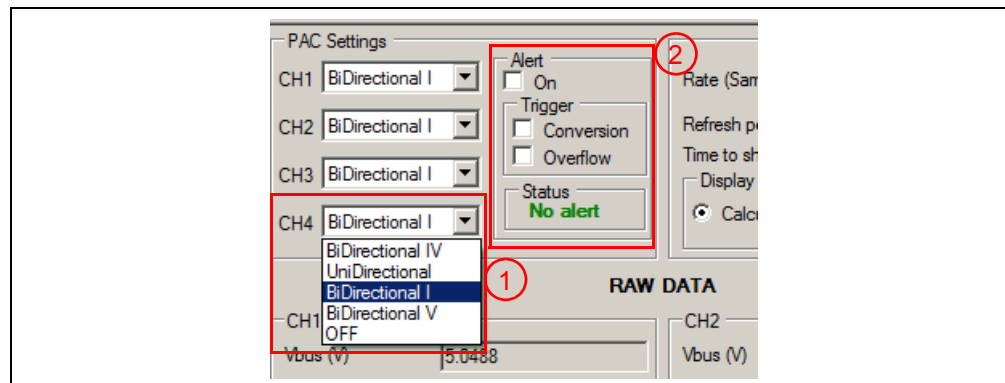 PAC Settings
CH1 BiDirectional I
CH2 BiDirectional I
CH3 BiDirectional I
CH4 BiDirectional I
BiDirectional IV
UniDirectional
BiDirectional I
BiDirectional V
OFF
1
Alert
On
Trigger
Conversion
Overflow
Status
No alert
2
Rate (Sam
Refresh p
Time to sh
Display
Calcu
RAW DATA
CH1
Vbus (V) 5.0488
CH2
Vbus (V)